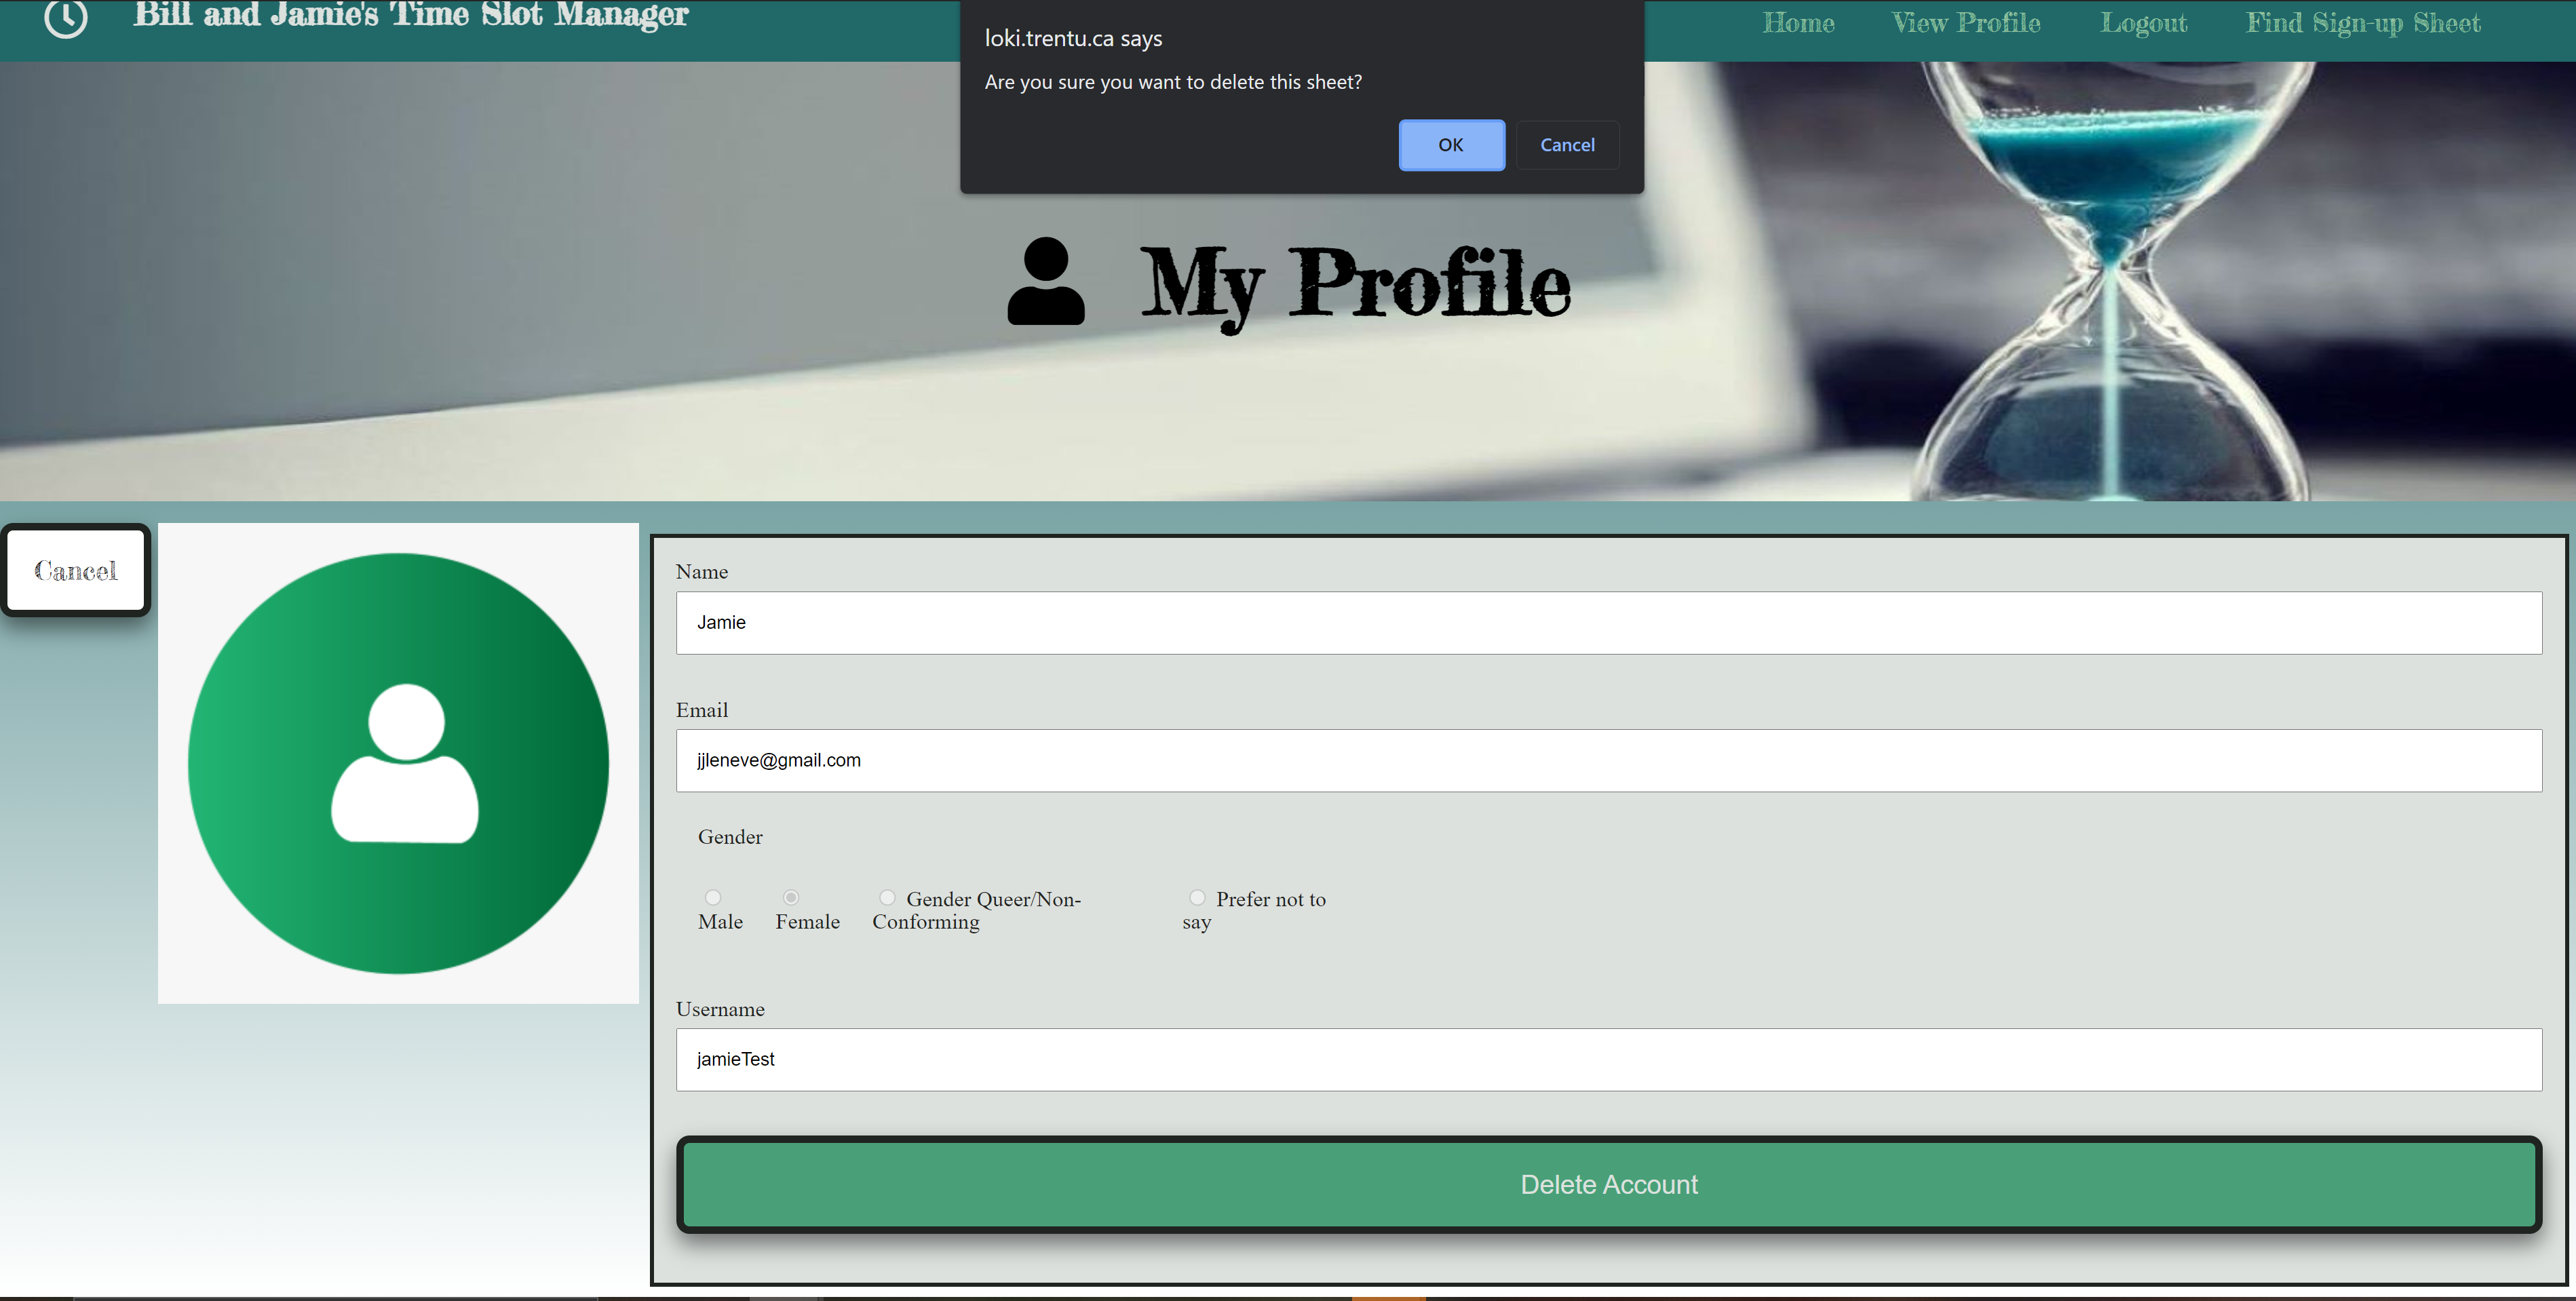 Bill and Jamie's Time Slot Manager
Home
View Profile
Logout
Find Sign-up Sheet
loki.trentu.ca says
Are you sure you want to delete this sheet?
OK
Cancel
My Profile
Cancel
Name
Jamie
Email
jjleneve@gmail.com
Gender
Male
Female
Gender Queer/Non-
Conforming
Prefer not to
say
Username
jamieTest
Delete Account